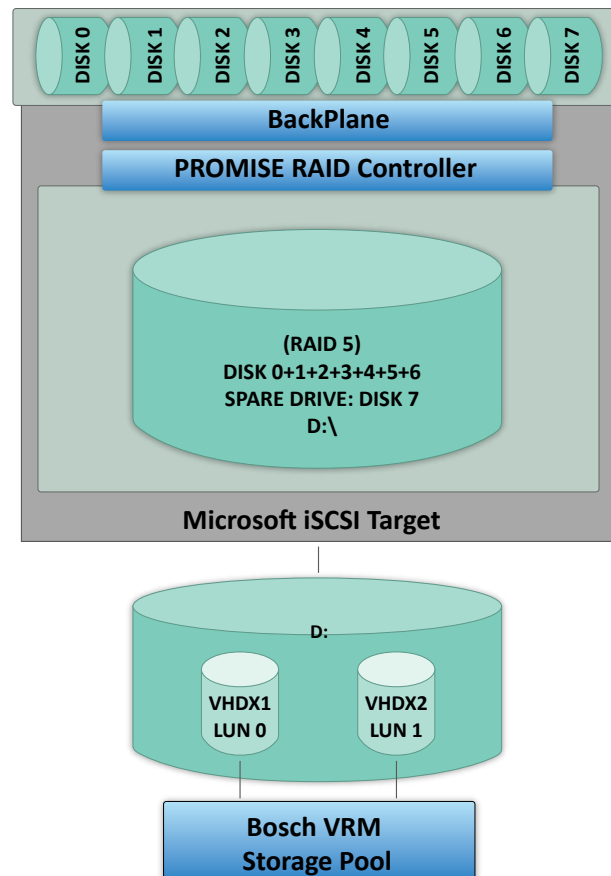 DISK 0
DISK 1
DISK 2
DISK 3
DISK 4
DISK 5
DISK 6
DISK 7
BackPlane
PROMISE RAID Controller
(RAID 5)
DISK 0+1+2+3+4+5+6
SPARE DRIVE: DISK 7
D:\
Microsoft iSCSI Target
D:
VHDX1
LUN 0
VHDX2
LUN 1
Bosch VRM
Storage Pool